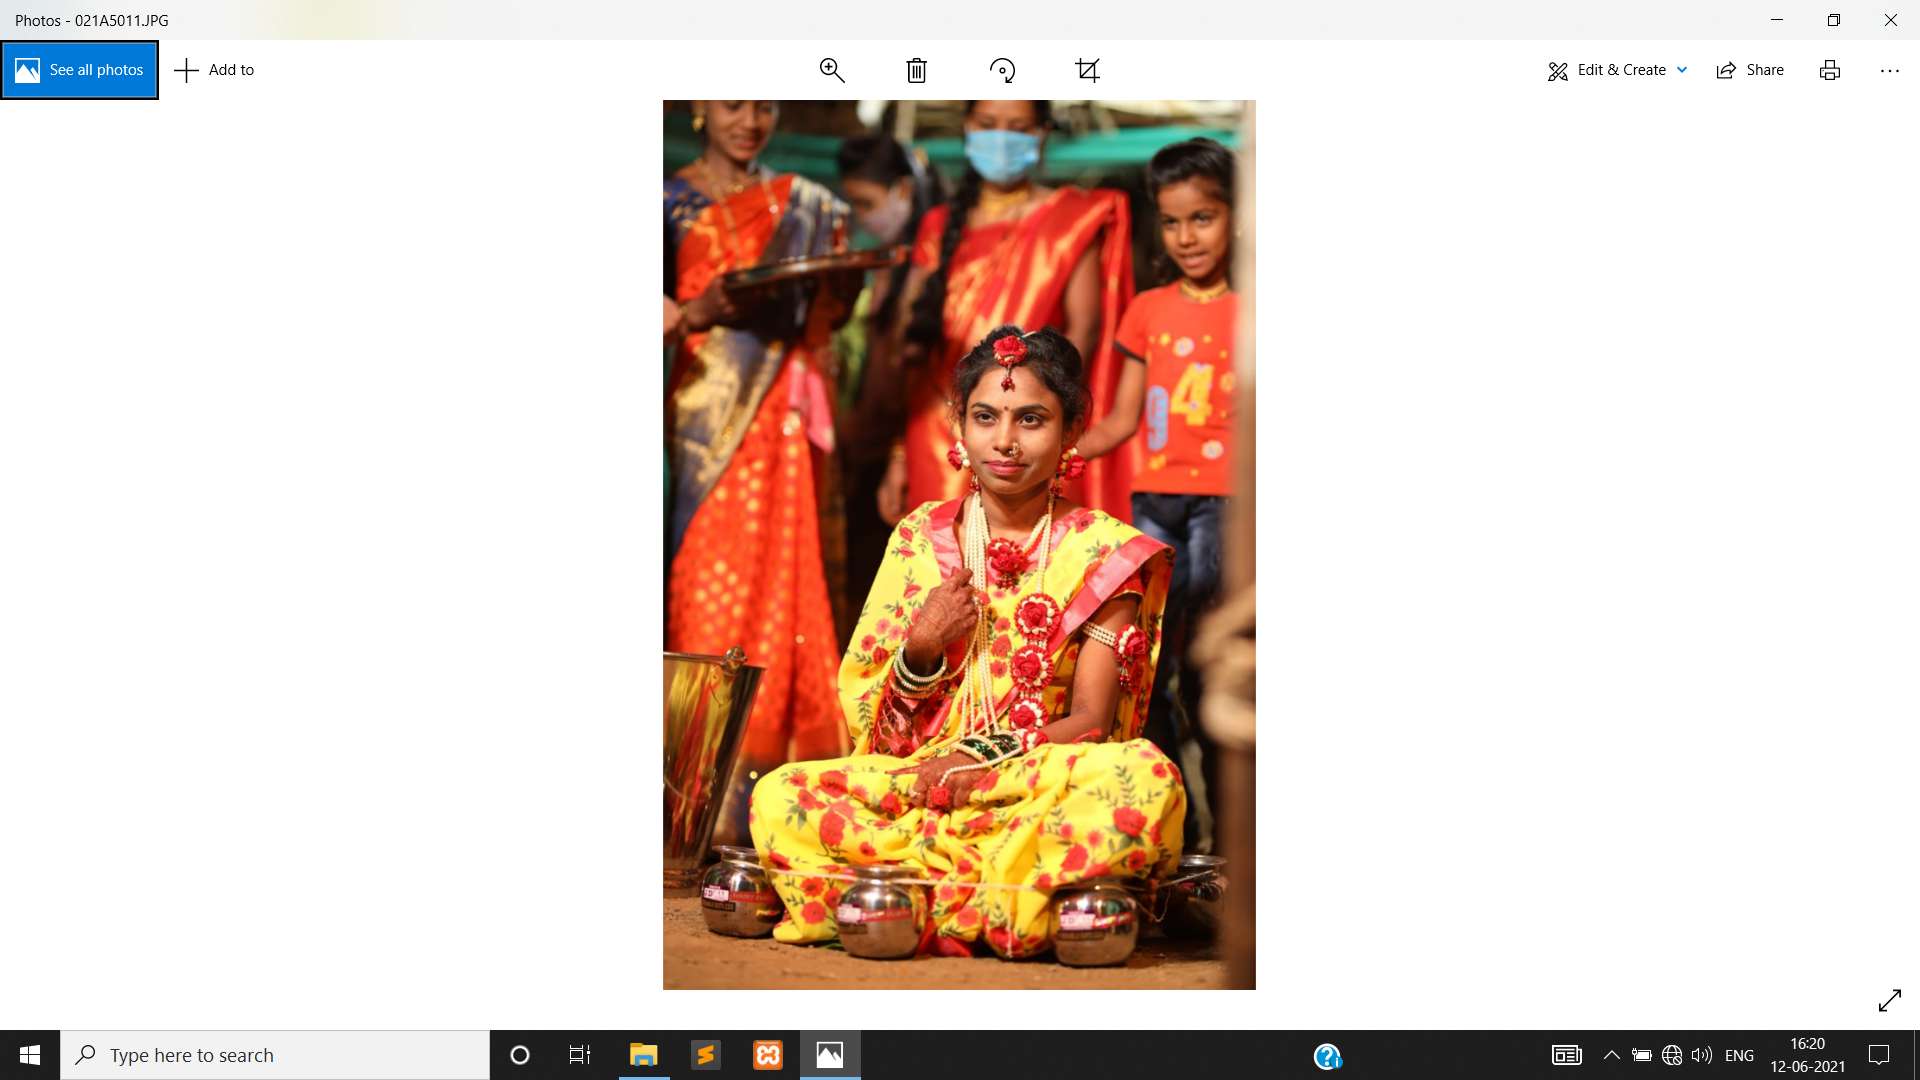 Photos - 021A5011.JPG
See all photos
Add to
Edit & Create
Share
4
Type here to search
ENG
16:20
12-06-2021